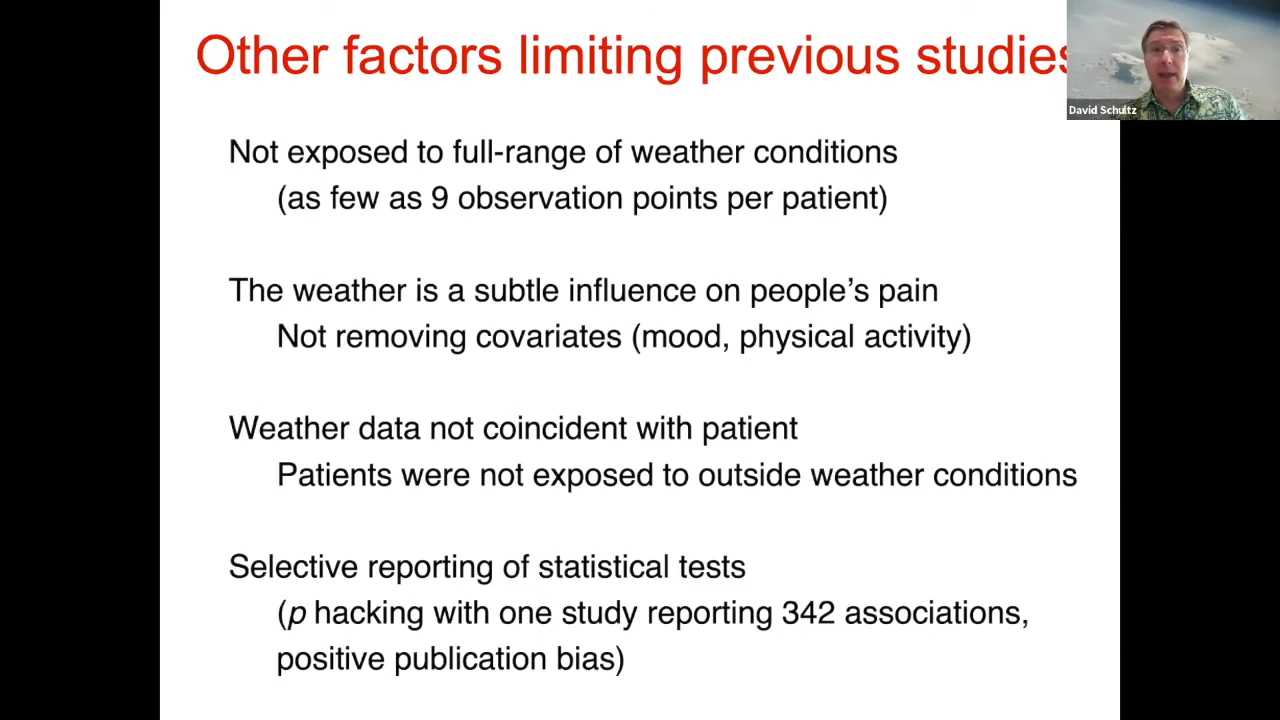 Other factors limiting previous studies
David Schultz
Not exposed to full-range of weather conditions
(as few as 9 observation points per patient)
The weather is a subtle influence on people’s pain
Not removing covariates (mood, physical activity)
Weather data not coincident with patient
Patients were not exposed to outside weather conditions
Selective reporting of statistical tests
(p hacking with one study reporting 342 associations,
positive publication bias)